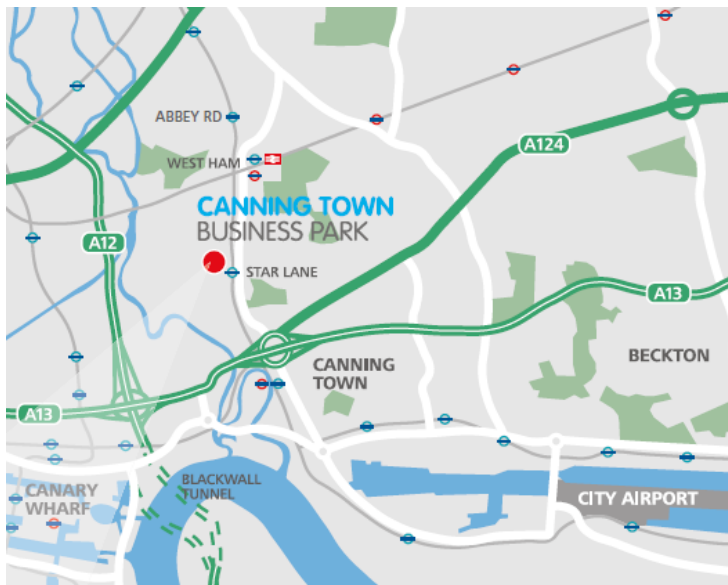 ABBEY RD
A124
WEST HAM
CANNING TOWN
BUSINESS PARK
A12
STAR LANE
A13
BECKTON
CANNING
TOWN
A13
BLACKWALL
TUNNEL
CANARY
WHARF
CITY AIRPORT